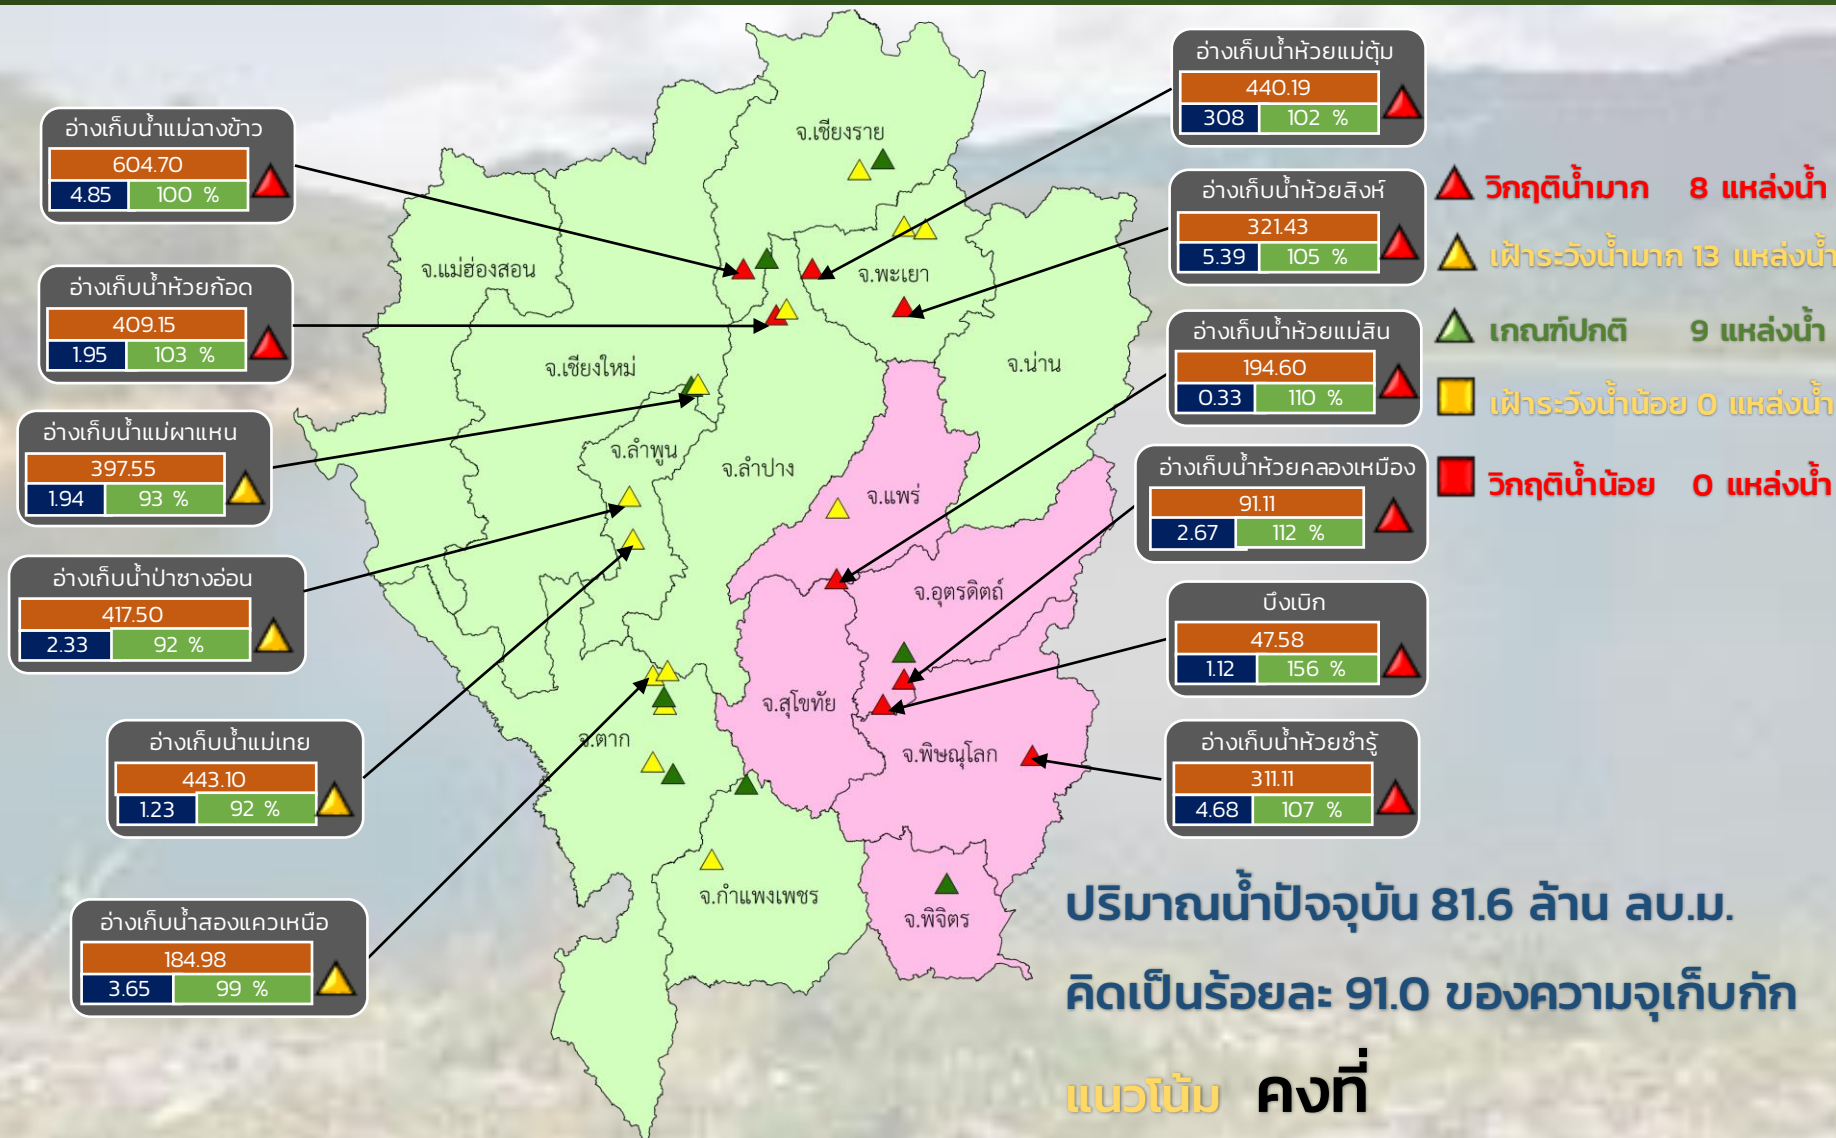 อ่างเก็บน้ำแม่ฉางข้าว
604.70
4.85 100 %
อ่างเก็บน้ำห้วยก้อด
409.15
1.95 103 %
อ่างเก็บน้ำแม่ผาแหน
397.55
1.94 93 %
อ่างเก็บน้ำป่าซางอ่อน
417.50
2.33 92 %
อ่างเก็บน้ำแม่เทย
443.10
1.23 92 %
อ่างเก็บน้ำสองแควเหนือ
184.98
3.65 99 %
จ.เชียงราย
จ.แม่ฮ่องสอน
จ.พะเยา
จ.เชียงใหม่
จ.น่าน
จ.ลำพูน
จ.ลำปาง
จ.แพร่
จ.อุตรดิตถ์
จ.สุโขทัย
จ.ตาก
จ.พิษณุโลก
จ.กำแพงเพชร
จ.พิจิตร
อ่างเก็บน้ำห้วยแม่ตุ้ม
440.19
308 102 %
อ่างเก็บน้ำห้วยสิงห์
321.43
5.39 105 %
อ่างเก็บน้ำห้วยแม่สิน
194.60
0.33 110 %
อ่างเก็บน้ำห้วยคลองเหมือง
91.11
2.67 112 %
บึงเบิก
47.58
1.12 156 %
อ่างเก็บน้ำห้วยซำรู้
311.11
4.68 107 %
วิกฤติน้ำมาก 8 แหล่งน้ำ
เฝ้าระวังน้ำมาก 13 แหล่งน้ำ
เกณฑ์ปกติ 9 แหล่งน้ำ
เฝ้าระวังน้ำน้อย 0 แหล่งน้ำ
วิกฤติน้ำน้อย 0 แหล่งน้ำ
ปริมาณน้ำปัจจุบัน 81.6 ล้าน ลบ.ม.
คิดเป็นร้อยละ 91.0 ของความจุเก็บกัก
แนวโน้ม คงที่